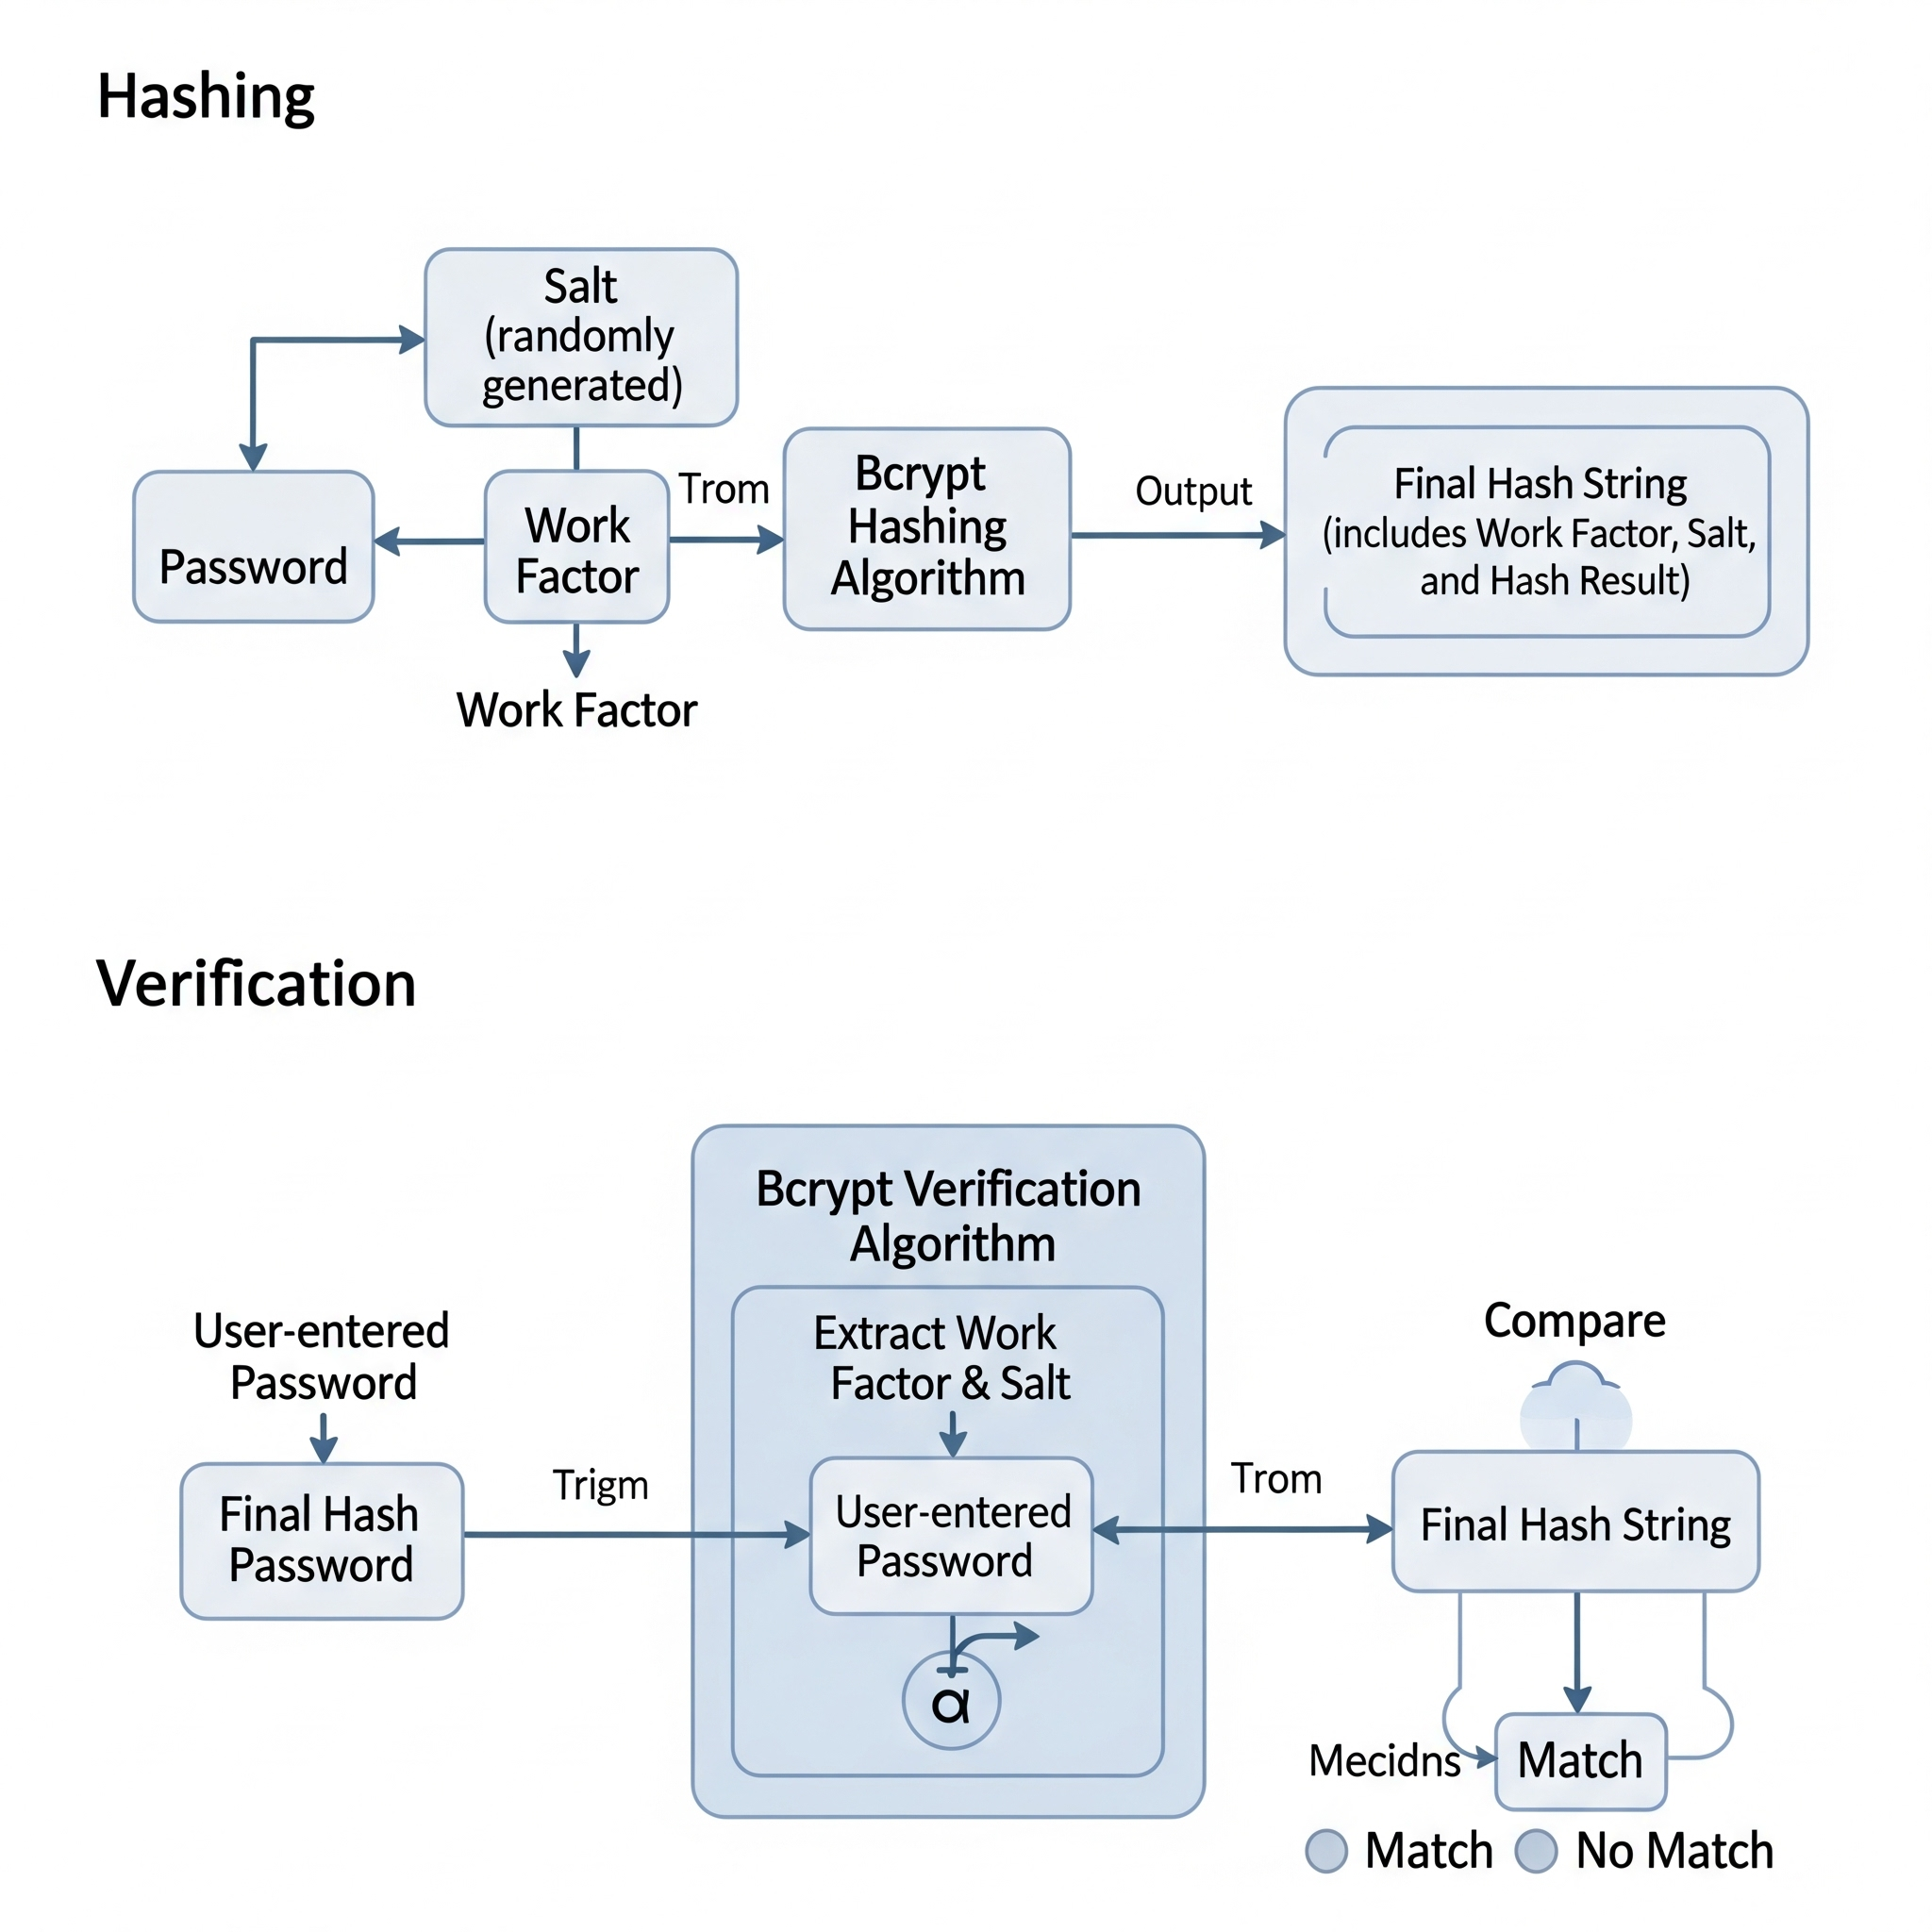 Hashing
Salt
(randomly
generated)
Password
Work
Factor
Trom
Bcrypt
Hashing
Algorithm
Output
Final Hash String
(includes Work Factor, Salt,
and Hash Result)
Work Factor
Verification
Bcrypt Verification
Algorithm
User-entered
Password
Extract Work
Factor & Salt
Compare
Final Hash
Password
Trigm
User-entered
Password
Trom
Final Hash String
α
Mecidns
Match
Match
No Match